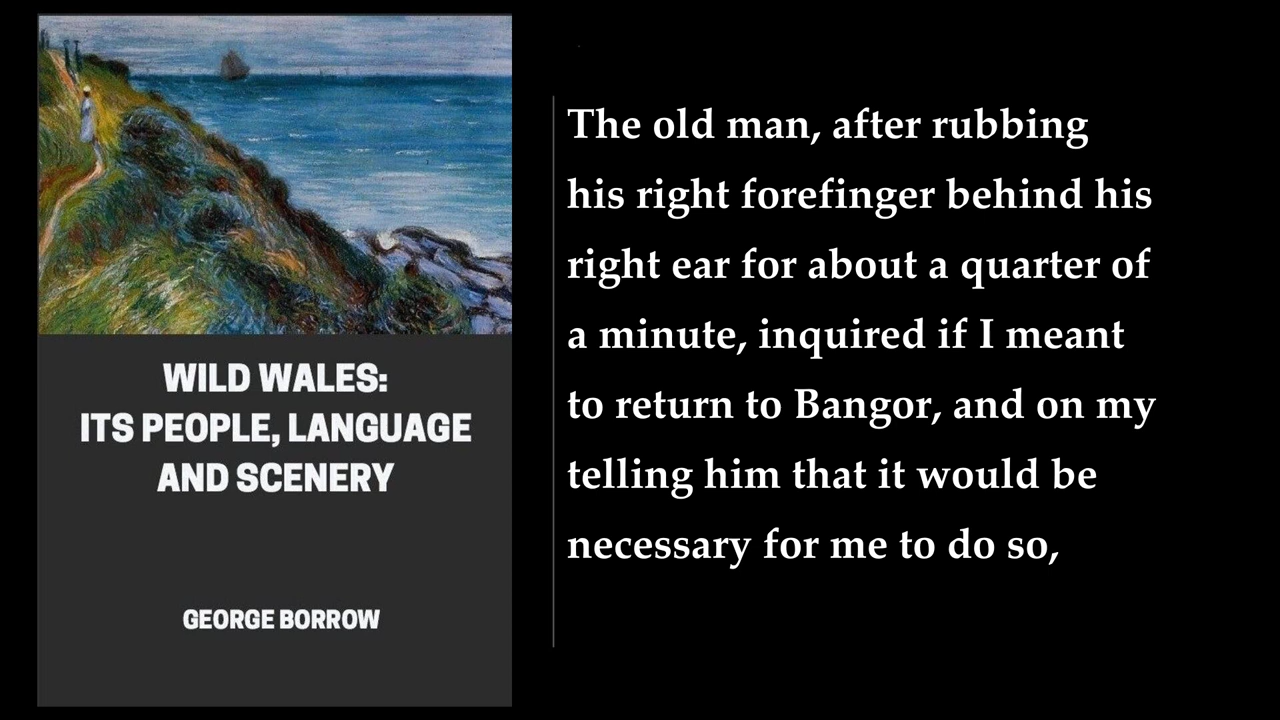 WILD WALES:
ITS PEOPLE, LANGUAGE
AND SCENERY
GEORGE BORROW
The old man, after rubbing
his right forefinger behind his
right ear for about a quarter of
a minute, inquired if I meant
to return to Bangor, and on my
telling him that it would be
necessary for me to do so,